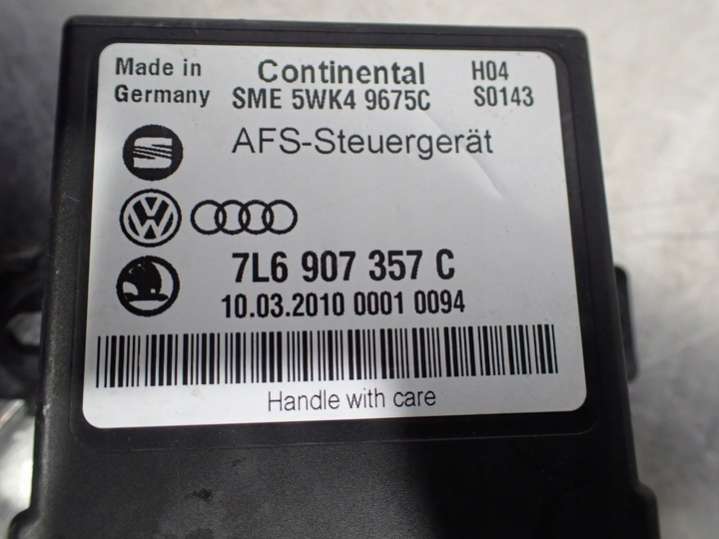 Made in Continental H04
Germany SME 5WK4 9675C S0143
AFS-Steuergerät
7L6 907 357 C
10.03.2010 0001 0094
Handle with care